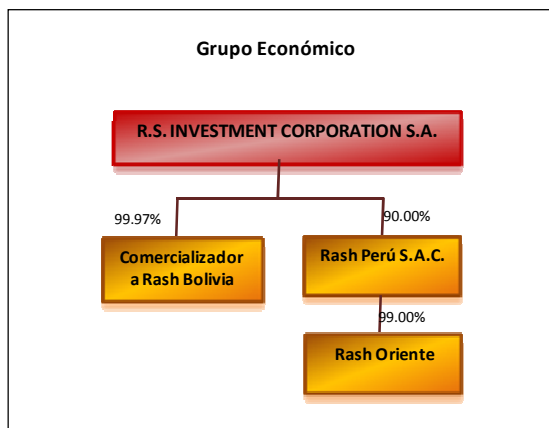 Grupo Económico
R.S. INVESTMENT CORPORATION S.A.
99.97%
90.00%
Comercializador
a Rash Bolivia
Rash Perú S.A.C.
99.00%
Rash Oriente